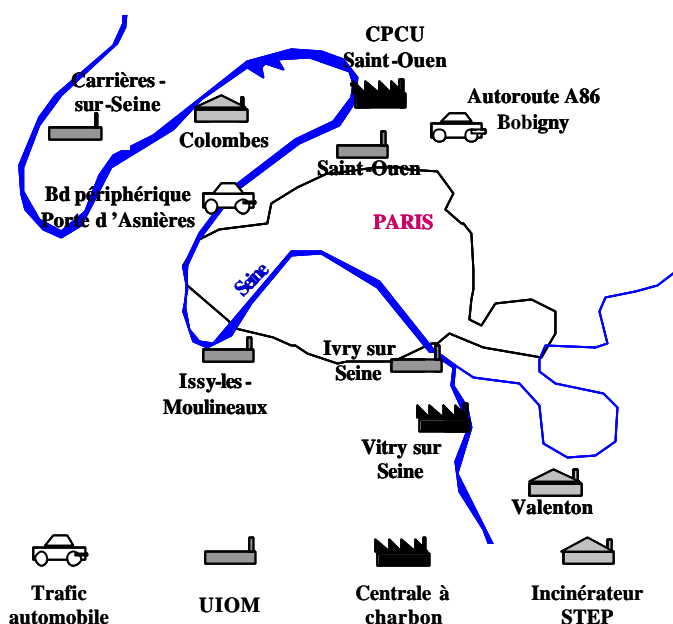 CPCU
Saint-Ouen
Carrières -
sur-Seine
Colombes
Autoroute A86
Bobigny
Saint-Ouen
Bd périphérique
Porte d ’Asnières
PARIS
Seine
Ivry sur
Seine
Issy-les-
Moulineaux
Vitry sur
Seine
Valenton
Trafic
automobile
UIOM
Centrale à
charbon
Incinérateur
STEP